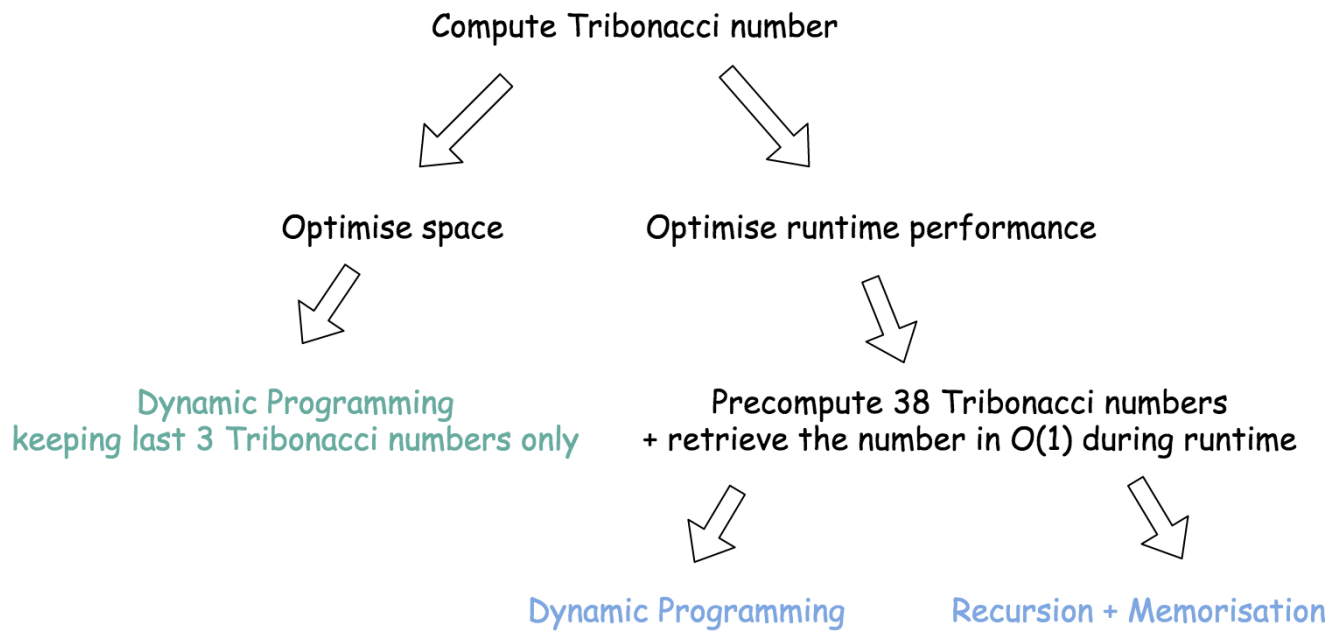 Compute Tribonacci number
Optimise space
Optimise runtime performance
Dynamic Programming
keeping last 3 Tribonacci numbers only
Precompute 38 Tribonacci numbers
+ retrieve the number in O(1) during runtime
Dynamic Programming
Recursion + Memorisation